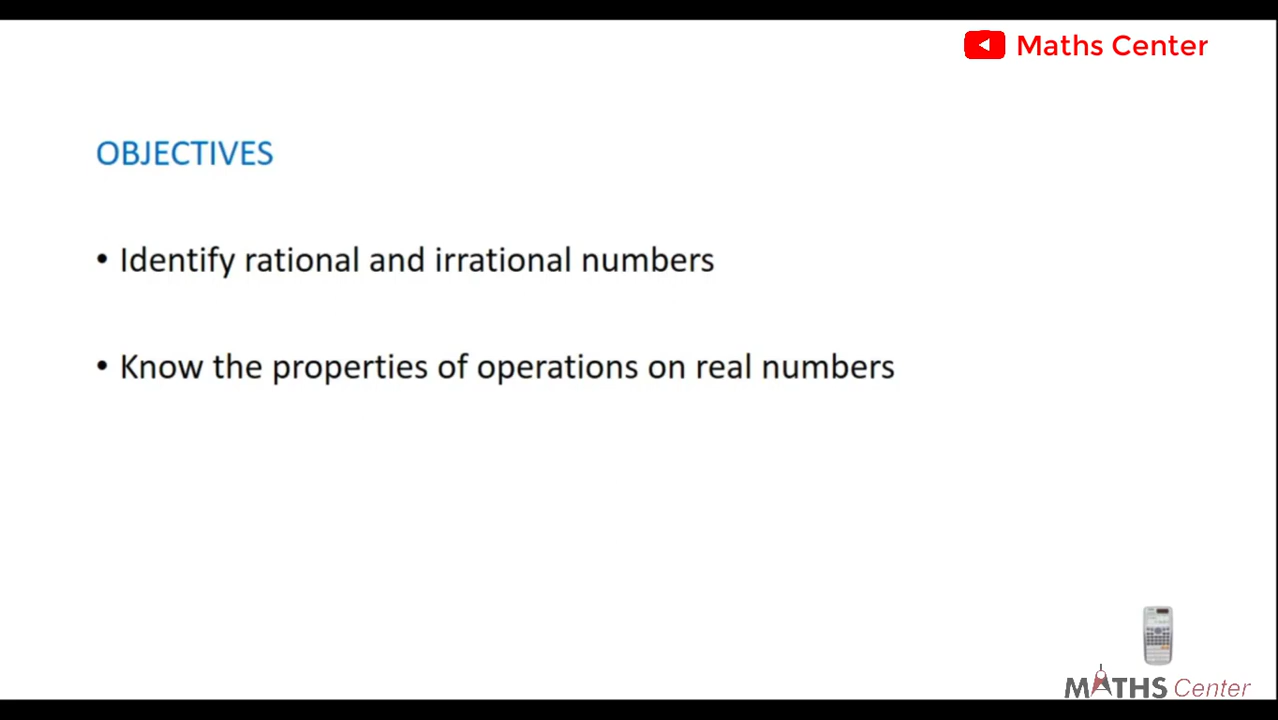 Maths Center
OBJECTIVES
• Identify rational and irrational numbers
• Know the properties of operations on real numbers
MATHS Center